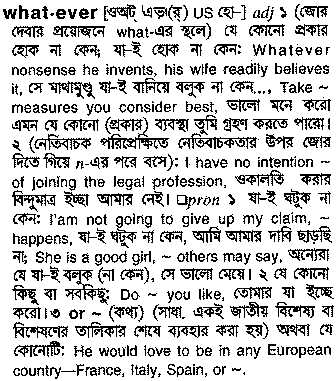 what·ever [ওঅট্ এভ়া(র্) US হো–] adj ১ (জোর
দেবার প্রয়োজনে what-এর স্থলে) যে কোনো প্রকার
হোক না কেন; যা-ই হোক না কেন: Whatever
nonsense he invents, his wife readily believes
it, সে মাথামুণ্ডু যা-ই বানিয়ে বলুক না কেন..., Take ~
measures you consider best, ভালো মনে করো
এমন যে কোনো (প্রকার) ব্যবস্থা তুমি গ্রহণ করতে পারো।
২ (নেতিবাচক পরিপ্রেক্ষিতে নেতিবাচকতার উপর জোর
দিতে গিয়ে n-এর পরে বসে): I have no intention ~
of joining the legal profession, ওকালতি করার
বিন্দুমাত্র ইচ্ছা আমার নেই। □pron ১ যা-ই ঘটুক না
কেন: I'am not going to give up my claim, ~
happens, যা-ই ঘটুক না কেন, আমি আমার দাবি ছাড়ছি
না; She is a good girl, ~ others may say, অন্যেরা
যে যা-ই বলুক (না কেন), সে ভালো মেয়ে। ২ যে কোনো
কিছু বা সবকিছু: Do ~ you like, তোমার যা ইচ্ছে
করো।৩ or ~ (কথ্য) (সাধা. একই জাতীয় বিশেষ্য বা
বিশেষণের তালিকার শেষে ব্যবহার করা হয়) অথবা যে
কোনোটি: He would love to be in any European
country—France, Italy, Spain, or ~.